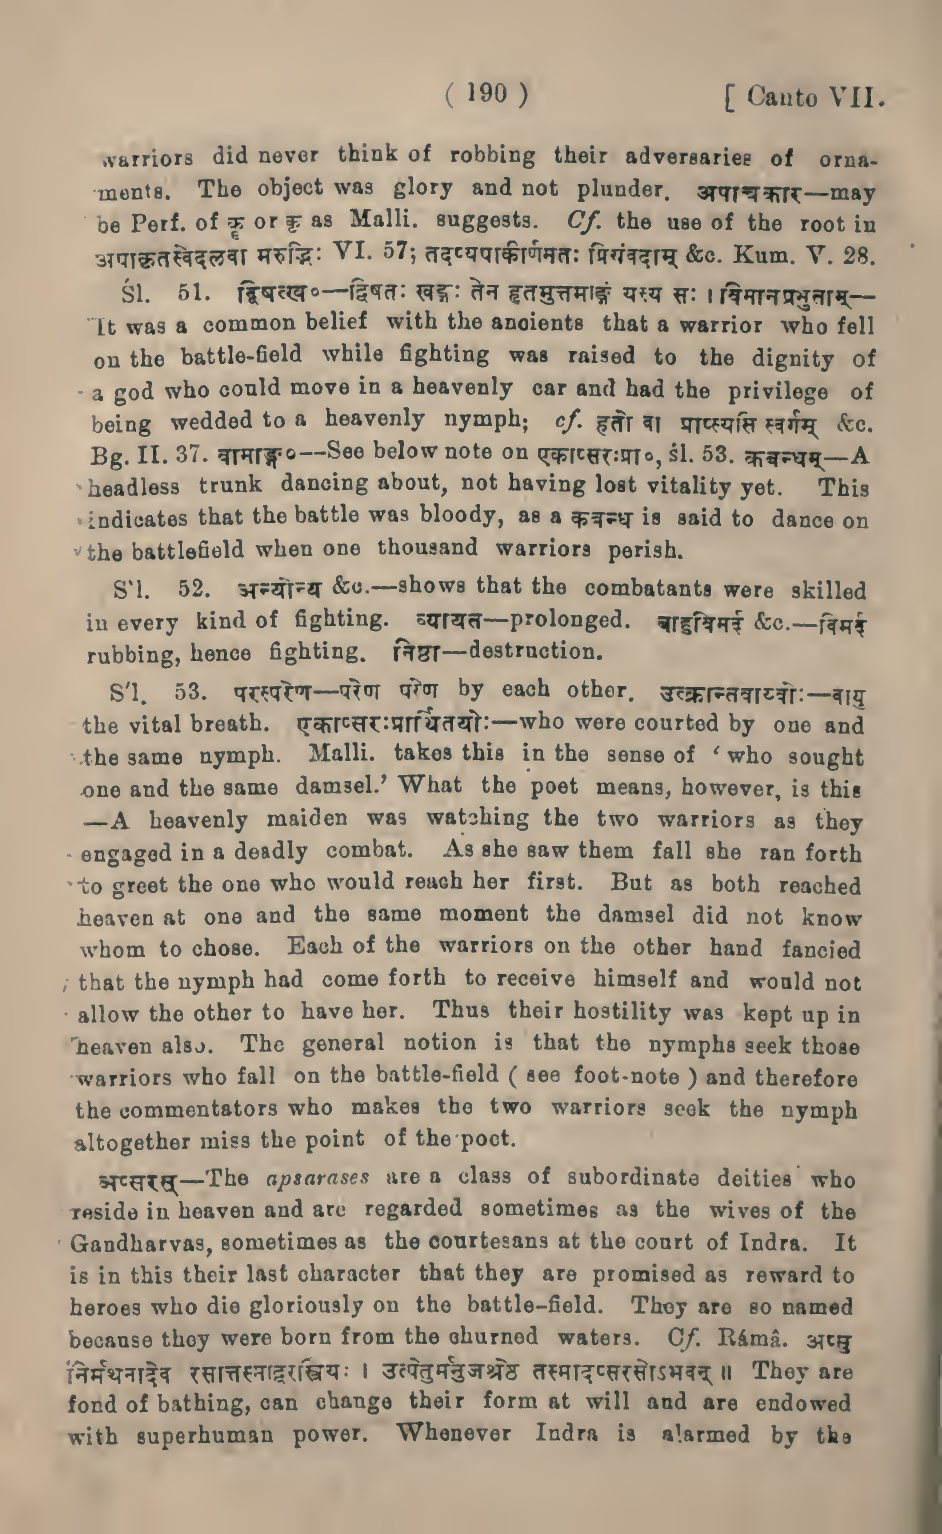 ( 190 ) [ Canto VII.
warriors did never think of robbing their adversaries of orna-
ments. The object was glory and not plunder. अपाचकार—may
be Perf. of कॄ or कृ as Malli. suggests. Cf. the use of the root in
अपाकृतस्वेदलवा मरुद्भिः VI. 57; तदप्यपाकीर्णमतः प्रियंवदाम् &c. Kum. V. 28.
Śl. 51. द्विषत्ख०—द्विषतः खड्गः तेन हृतमुत्तमाङ्गं यस्य सः । विमानप्रभुताम्—
It was a common belief with the ancients that a warrior who fell
on the battle-field while fighting was raised to the dignity of
a god who could move in a heavenly car and had the privilege of
being wedded to a heavenly nymph; cf. हतो वा प्राप्स्यसि स्वर्गम् &c.
Bg. II. 37. वामाङ्ग०--See below note on एकाप्सरःप्रा०, śl. 53. कबन्धम्—A
headless trunk dancing about, not having lost vitality yet. This
indicates that the battle was bloody, as a कबन्ध is said to dance on
the battlefield when one thousand warriors perish.
S'l. 52. अन्योन्य &c.—shows that the combatants were skilled
in every kind of fighting. व्यायत—prolonged. बाहुविमर्द &c.—विमर्द
rubbing, hence fighting. निष्ठा—destruction.
S'l. 53. परस्परेण—परेण परेण by each other. उत्क्रान्तवाय्वोः—वायु
the vital breath. एकाप्सरःप्रार्थितयोः—who were courted by one and
the same nymph. Malli. takes this in the sense of ‘ who sought
one and the same damsel.’ What the poet means, however, is this
—A heavenly maiden was watching the two warriors as they
engaged in a deadly combat. As she saw them fall she ran forth
to greet the one who would reach her first. But as both reached
heaven at one and the same moment the damsel did not know
whom to chose. Each of the warriors on the other hand fancied
that the nymph had come forth to receive himself and would not
allow the other to have her. Thus their hostility was kept up in
heaven also. The general notion is that the nymphs seek those
warriors who fall on the battle-field ( see foot-note ) and therefore
the commentators who makes the two warriors seek the nymph
altogether miss the point of the poet.
अप्सरस्—The apsarases are a class of subordinate deities who
reside in heaven and are regarded sometimes as the wives of the
Gandharvas, sometimes as the courtesans at the court of Indra. It
is in this their last character that they are promised as reward to
heroes who die gloriously on the battle-field. They are so named
because they were born from the churned waters. Cf. Rámâ. अप्सु
निर्मथनादेव रसात्तस्माद्वरस्त्रियः । उत्पेतुर्मनुजश्रेष्ठ तस्मादप्सरसोऽभवन् ॥ They are
fond of bathing, can change their form at will and are endowed
with superhuman power. Whenever Indra is alarmed by the